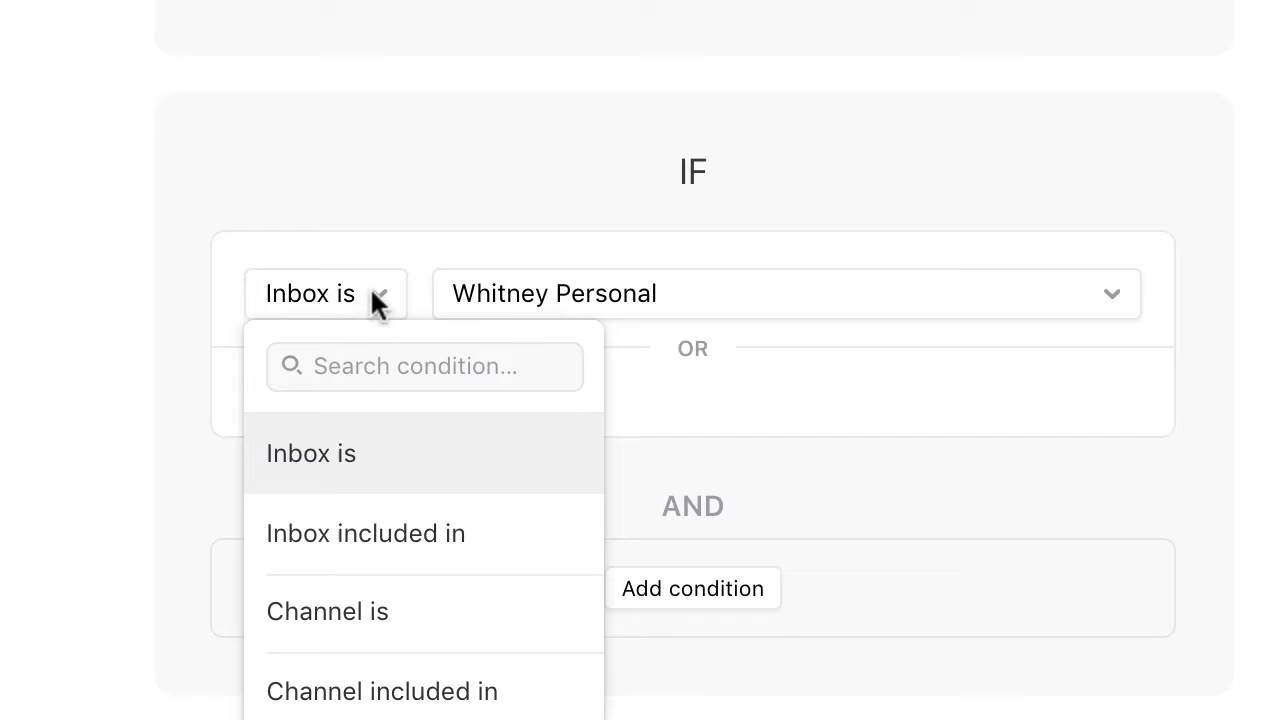 IF
Inbox is
Whitney Personal
OR
Search condition...
Inbox is
Inbox included in
AND
Channel is
Add condition
Channel included in